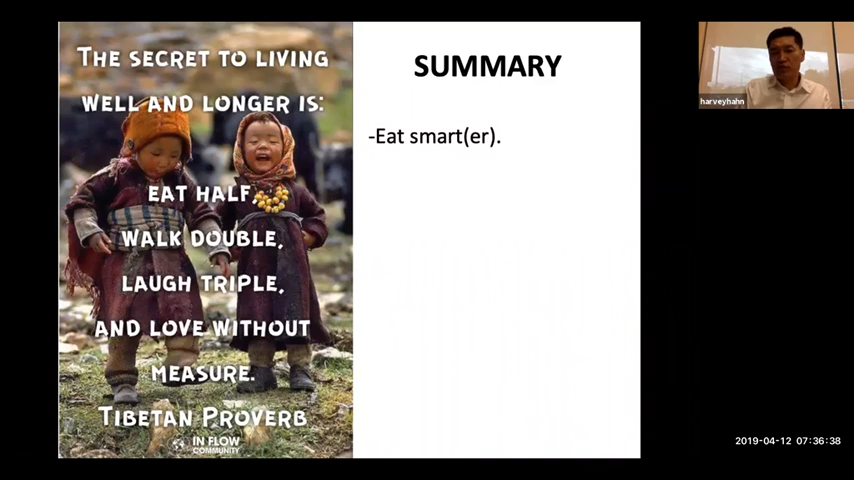 THE SECRET TO LIVING
WELL AND LONGER IS:
EAT HALF,
WALK DOUBLE,
LAUGH TRIPLE,
AND LOVE WITHOUT
MEASURE.
TIBETAN PROVERB
IN FLOW
COMMUNITY
SUMMARY
-Eat smart(er).
harveyhahn
2019-04-12 07:36:38